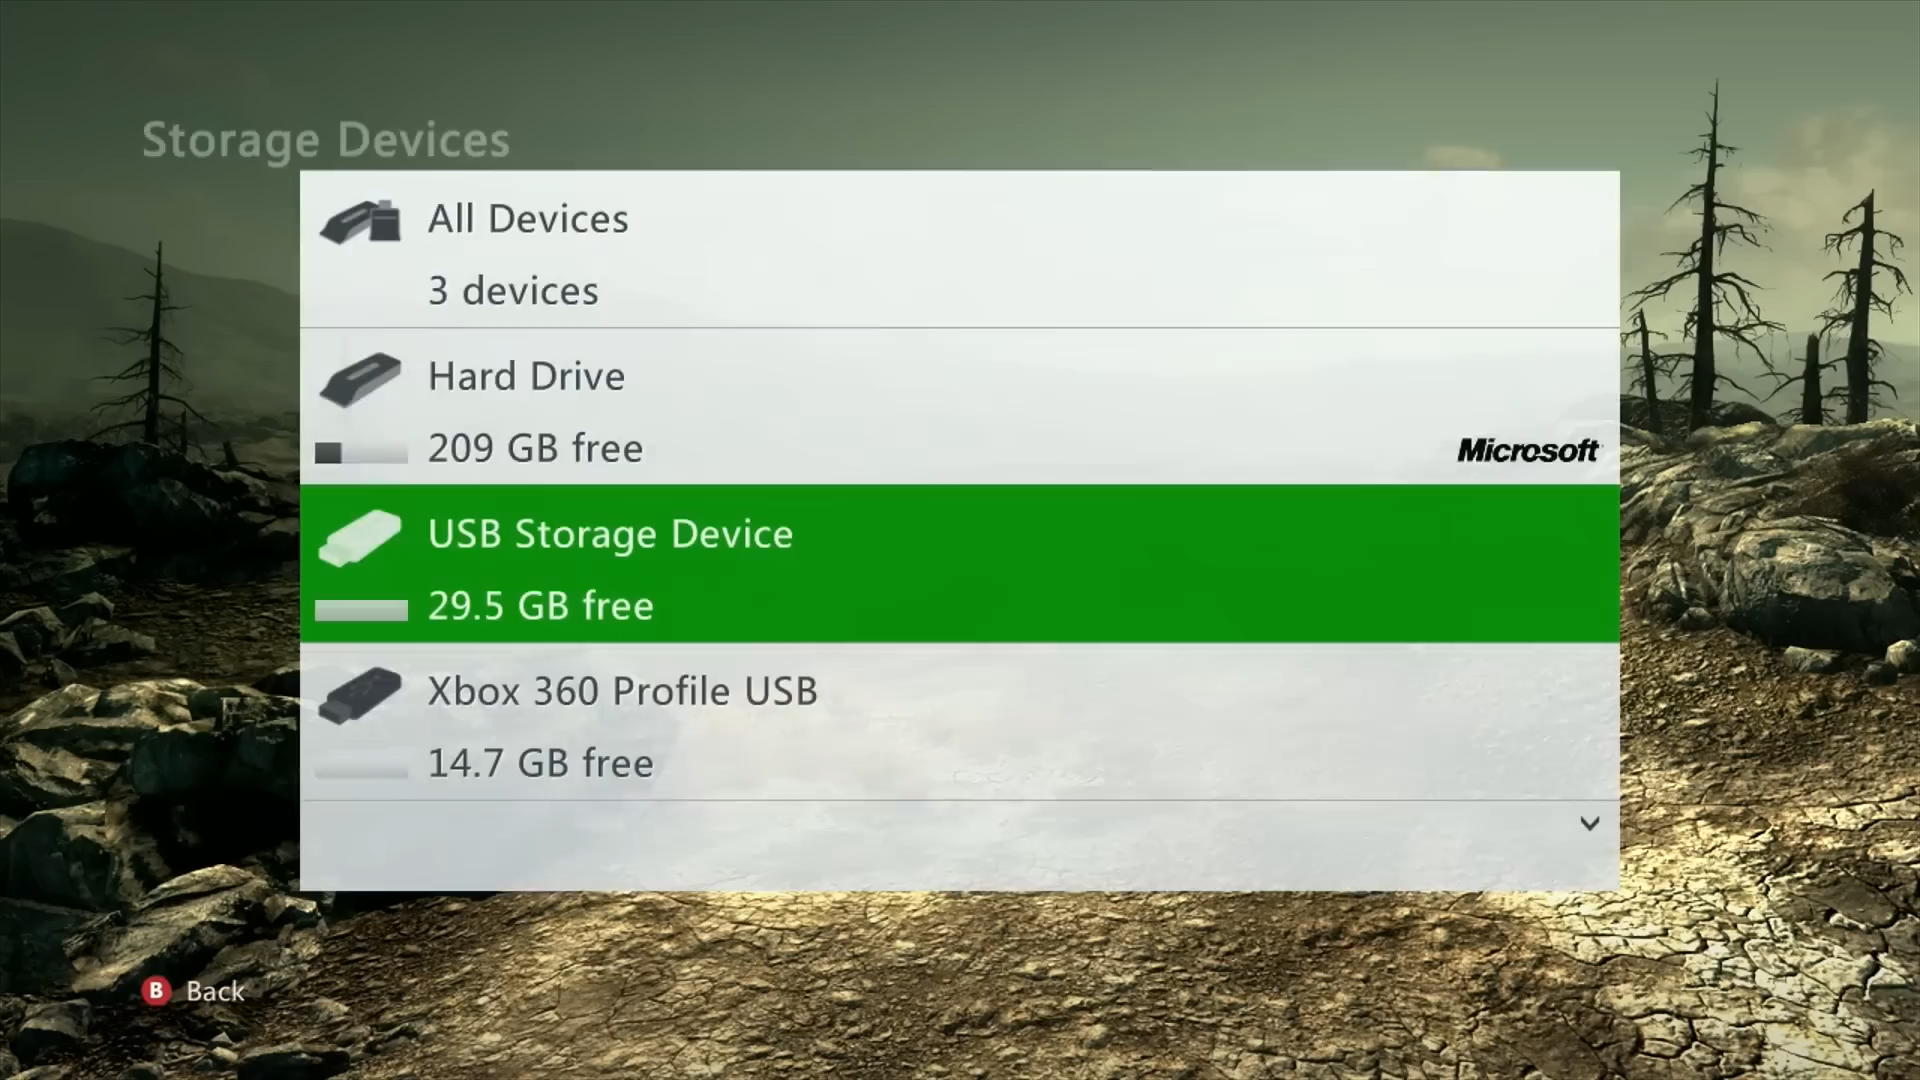 Storage Devices
All Devices
3 devices
Hard Drive
209 GB free
Microsoft
USB Storage Device
29.5 GB free
Xbox 360 Profile USB
14.7 GB free
B Back